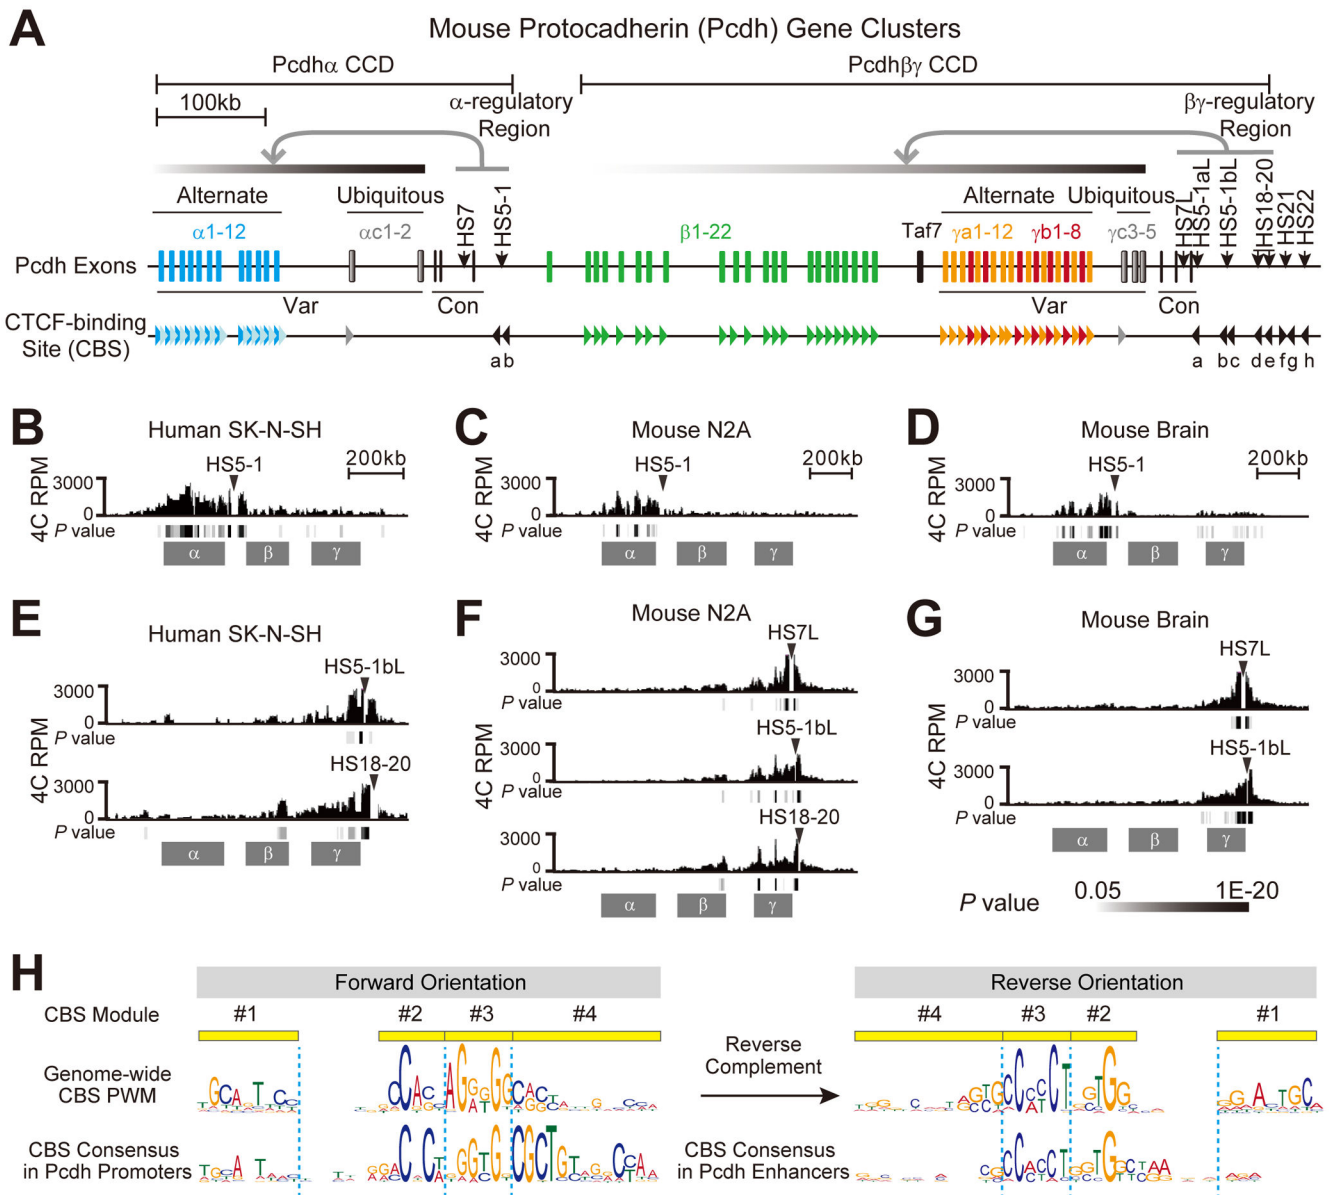 A
Mouse Protocadherin (Pcdh) Gene Clusters
Pcdhα CCD
Pcdhβγ CCD
100kb
α-regulatory
Region
βγ-regulatory
Region
Alternate
Ubiquitous
HS7
HS5-1
Alternate
Ubiquitous
HS7L
HS5-1aL
HS5-1bL
HS18-20
HS21
HS22
α1-12
αc1-2
β1-22
Taf7
γa1-12
γb1-8
γc3-5
Pcdh Exons
Var
Con
Var
Con
CTCF-binding
Site (CBS)
a b
a b c d e f g h
B
Human SK-N-SH
HS5-1
200kb
4C RPM
3000
0
P value
α β γ
C
Mouse N2A
HS5-1
200kb
4C RPM
3000
0
P value
α β γ
D
Mouse Brain
HS5-1
200kb
4C RPM
3000
0
P value
α β γ
E
Human SK-N-SH
HS5-1bL
4C RPM
3000
0
P value
HS18-20
3000
0
P value
α β γ
F
Mouse N2A
HS7L
4C RPM
3000
0
P value
HS5-1bL
3000
0
P value
HS18-20
3000
0
P value
α β γ
G
Mouse Brain
HS7L
4C RPM
3000
0
P value
HS5-1bL
3000
0
P value
α β γ
P value
0.05
1E-20
H
Forward Orientation
Reverse Orientation
CBS Module
#1 #2 #3 #4
#4 #3 #2 #1
Genome-wide
CBS PWM
Reverse
Complement
CBS Consensus
in Pcdh Promoters
CBS Consensus
in Pcdh Enhancers